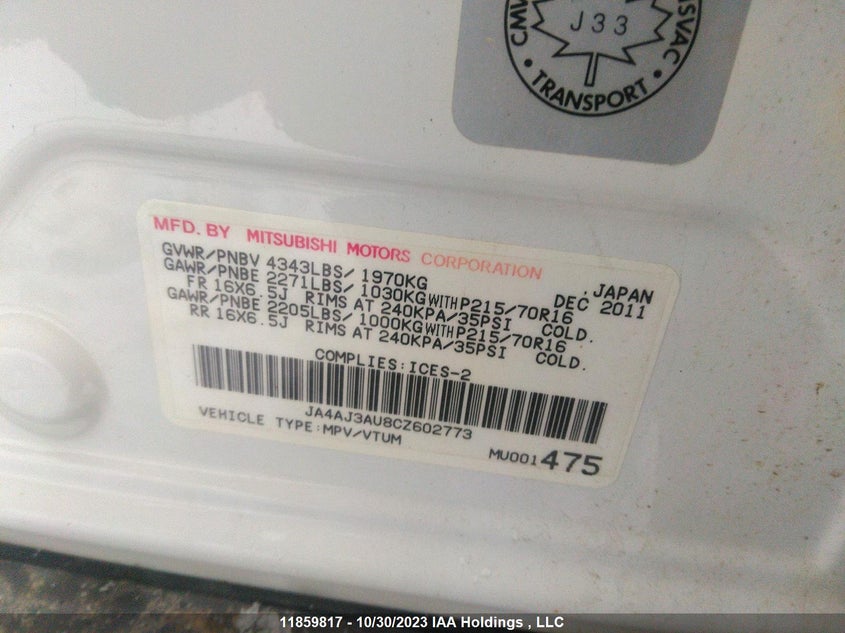 J33
TRANSPORT
MFD. BY MITSUBISHI MOTORS CORPORATION
GVWR/PNBV 4343LBS/ 1970KG JAPAN
GAWR/PNBE 2271LBS/ 1030KG WITH P215/70R16 DEC 2011
FR 16X6.5J RIMS AT 240KPA/35PSI COLD.
GAWR/PNBE 2205LBS/ 1000KG WITH P215/70R16
RR 16X6.5J RIMS AT 240KPA/35PSI COLD.
COMPLIES:ICES-2
JA4AJ3AU8CZ602773
VEHICLE TYPE:MPV/VTUM
MU001475
11859817 - 10/30/2023 IAA Holdings , LLC